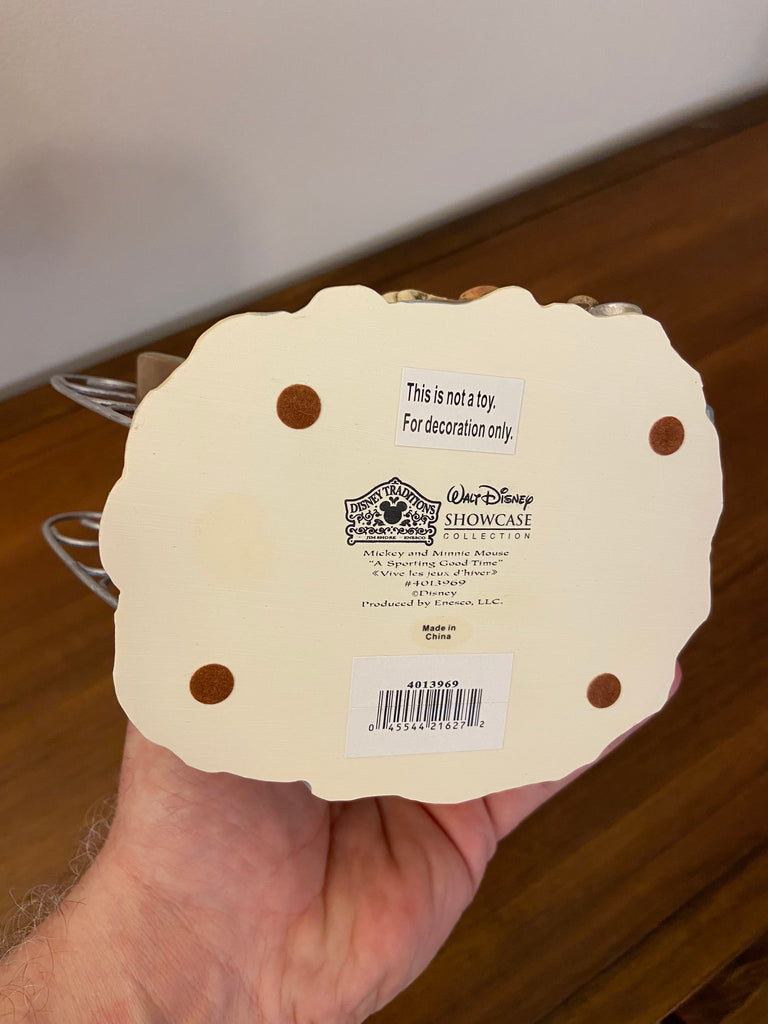 This is not a toy.
For decoration only.
DISNEY TRADITIONS
JIM SHORE ENESCO
WALT DISNEY
SHOWCASE
COLLECTION
Mickey and Minnie Mouse
"A Sporting Good Time"
«Vive les jeux d'hiver»
#4013969
©Disney
Produced by Enesco, LLC.
Made in
China
4013969
0 45544 21627 2